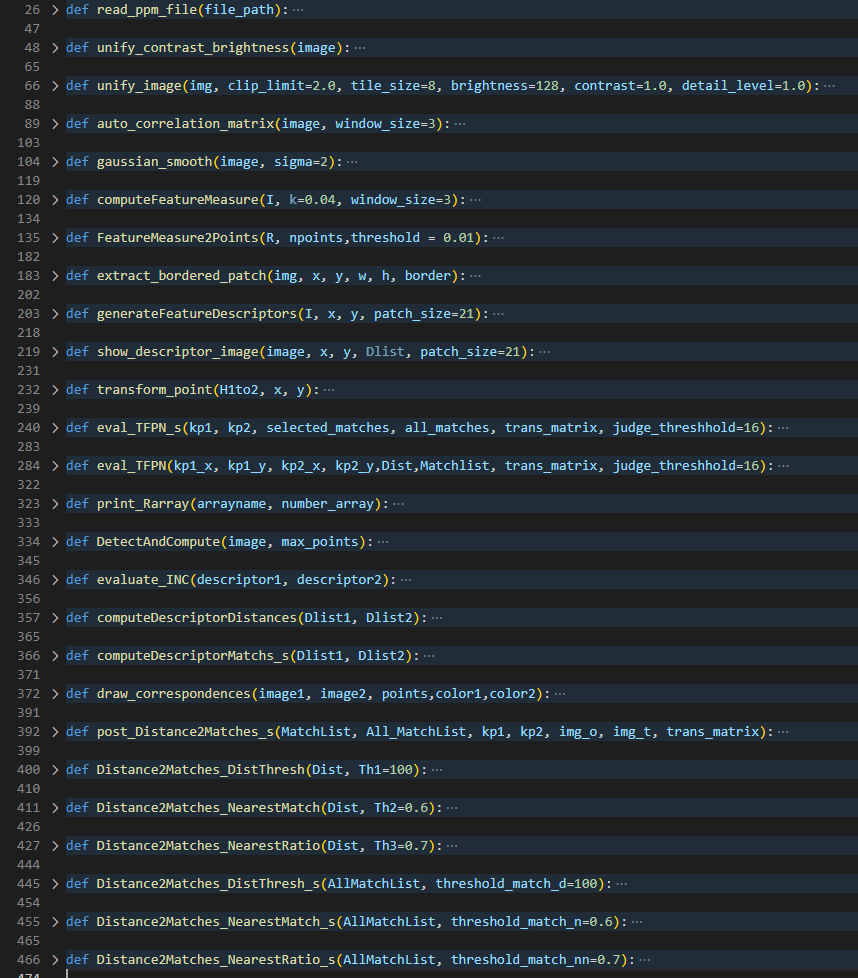 26 > def read_ppm_file(file_path): ···
47
48 > def unify_contrast_brightness(image): ···
65
66 > def unify_image(img, clip_limit=2.0, tile_size=8, brightness=128, contrast=1.0, detail_level=1.0): ···
88
89 > def auto_correlation_matrix(image, window_size=3): ···
103
104 > def gaussian_smooth(image, sigma=2): ···
119
120 > def computeFeatureMeasure(I, k=0.04, window_size=3): ···
134
135 > def FeatureMeasure2Points(R, npoints,threshold = 0.01): ···
182
183 > def extract_bordered_patch(img, x, y, w, h, border): ···
202
203 > def generateFeatureDescriptors(I, x, y, patch_size=21): ···
218
219 > def show_descriptor_image(image, x, y, Dlist, patch_size=21): ···
231
232 > def transform_point(H1to2, x, y): ···
239
240 > def eval_TFPN_s(kp1, kp2, selected_matches, all_matches, trans_matrix, judge_threshhold=16): ···
283
284 > def eval_TFPN(kp1_x, kp1_y, kp2_x, kp2_y,Dist,Matchlist, trans_matrix, judge_threshhold=16): ···
322
323 > def print_Rarray(arrayname, number_array): ···
333
334 > def DetectAndCompute(image, max_points): ···
345
346 > def evaluate_INC(descriptor1, descriptor2): ···
356
357 > def computeDescriptorDistances(Dlist1, Dlist2): ···
365
366 > def computeDescriptorMatchs_s(Dlist1, Dlist2): ···
371
372 > def draw_correspondences(image1, image2, points,color1,color2): ···
391
392 > def post_Distance2Matches_s(MatchList, All_MatchList, kp1, kp2, img_o, img_t, trans_matrix): ···
399
400 > def Distance2Matches_DistThresh(Dist, Th1=100): ···
410
411 > def Distance2Matches_NearestMatch(Dist, Th2=0.6): ···
426
427 > def Distance2Matches_NearestRatio(Dist, Th3=0.7): ···
444
445 > def Distance2Matches_DistThresh_s(AllMatchList, threshold_match_d=100): ···
454
455 > def Distance2Matches_NearestMatch_s(AllMatchList, threshold_match_n=0.6): ···
465
466 > def Distance2Matches_NearestRatio_s(AllMatchList, threshold_match_nn=0.7): ···
474